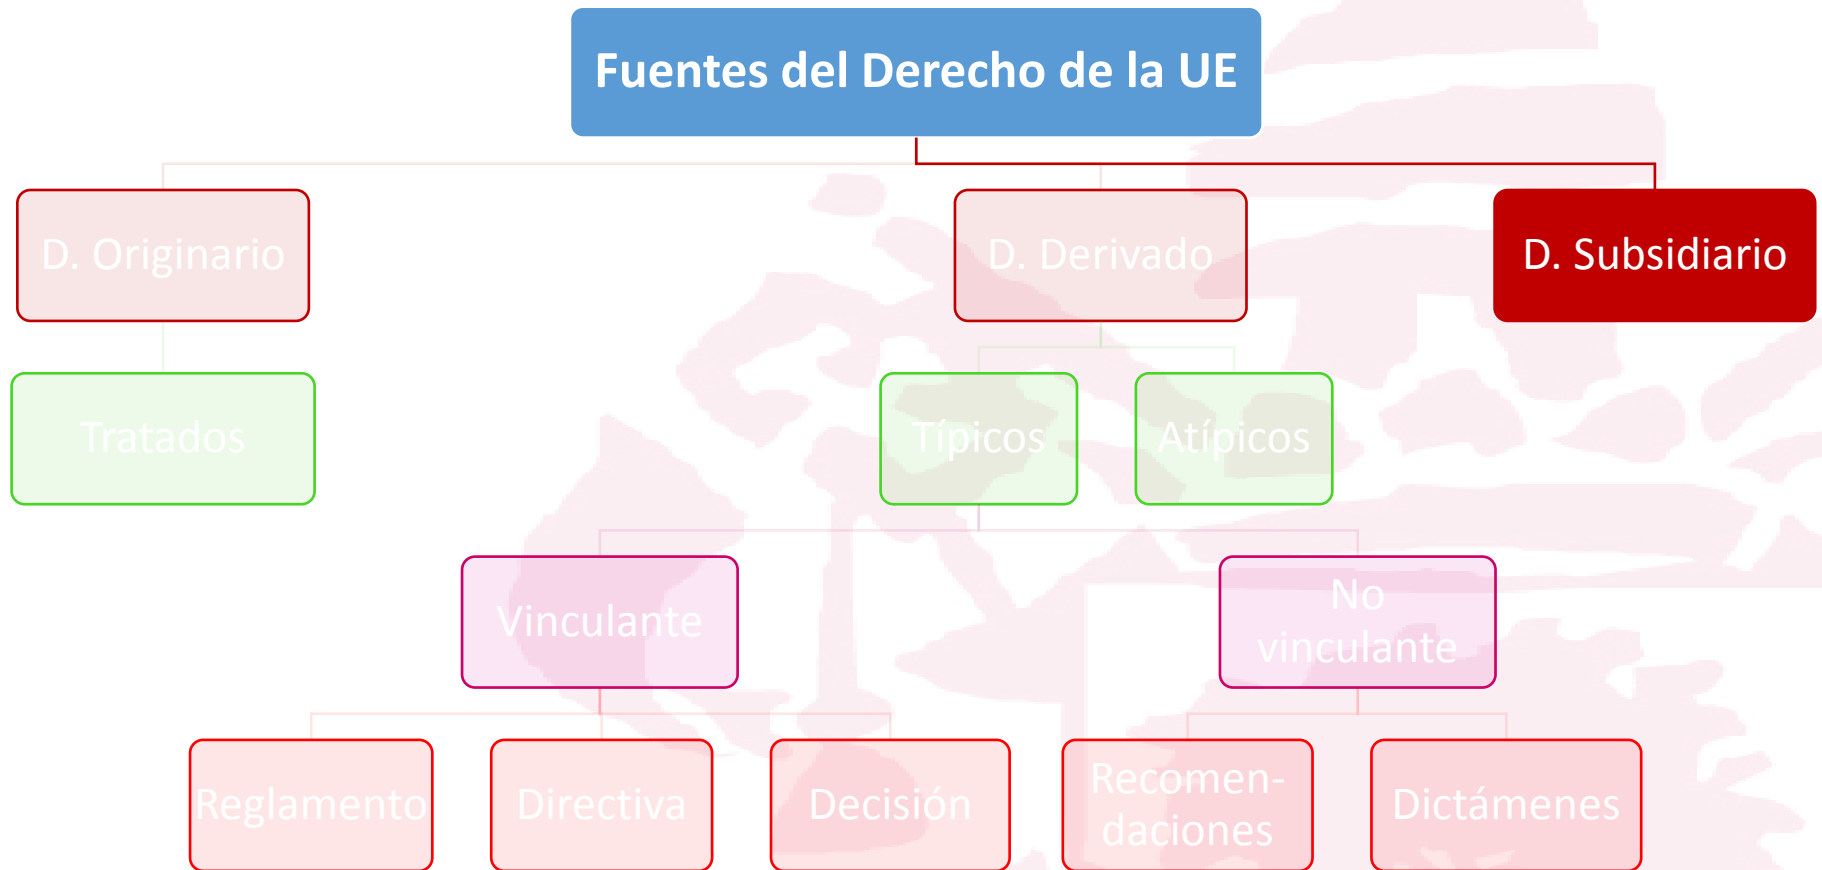 Fuentes del Derecho de la UE
D. Originario
D. Derivado
D. Subsidiario
Tratados
Típicos
Atípicos
Vinculante
No
vinculante
Reglamento
Directiva
Decisión
Recomen-
daciones
Dictámenes